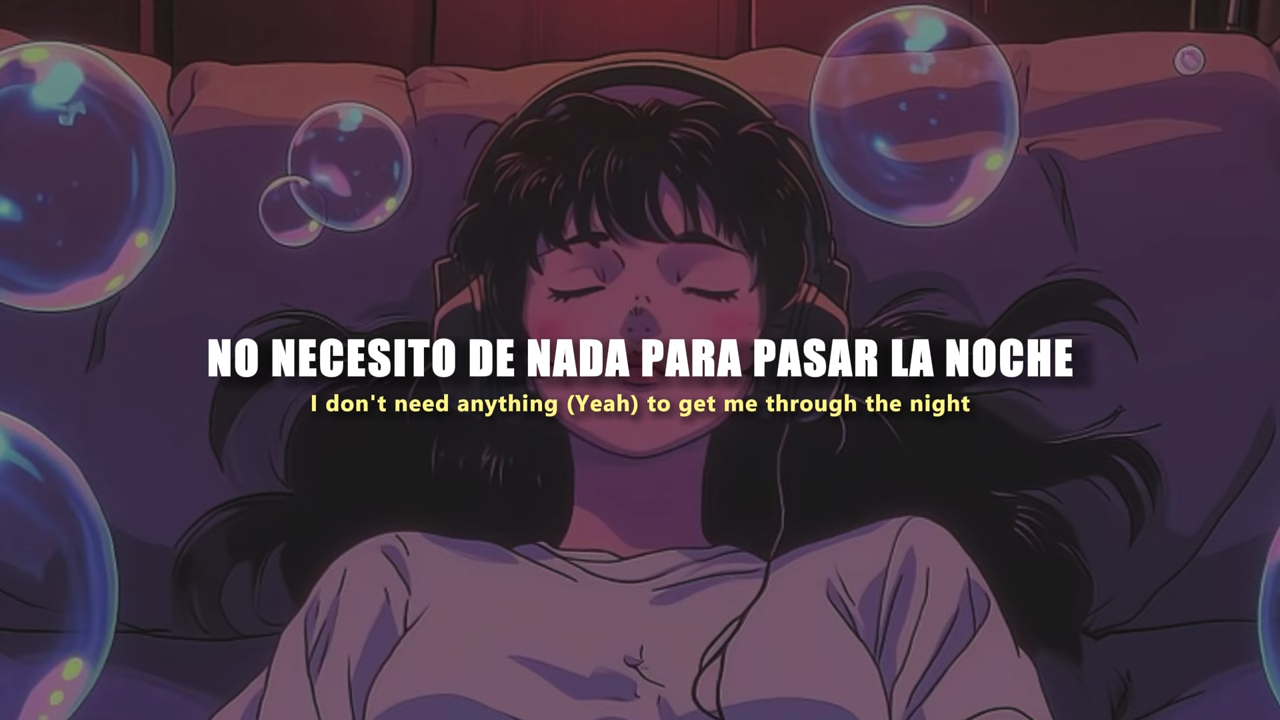 NO NECESITO DE NADA PARA PASAR LA NOCHE
I don't need anything (Yeah) to get me through the night